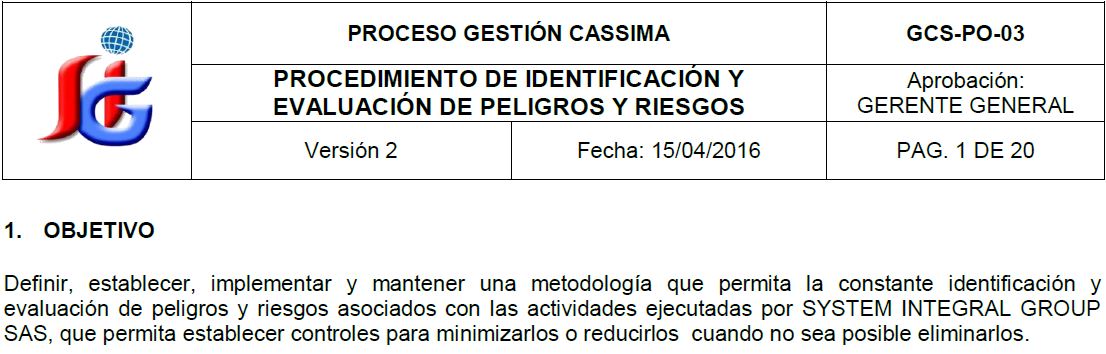 PROCESO GESTIÓN CASSIMA
GCS-PO-03
PROCEDIMIENTO DE IDENTIFICACIÓN Y
EVALUACIÓN DE PELIGROS Y RIESGOS
Aprobación:
GERENTE GENERAL
SiG
Versión 2
Fecha: 15/04/2016
PAG. 1 DE 20
1. OBJETIVO
Definir, establecer, implementar y mantener una metodología que permita la constante identificación y
evaluación de peligros y riesgos asociados con las actividades ejecutadas por SYSTEM INTEGRAL GROUP
SAS, que permita establecer controles para minimizarlos o reducirlos cuando no sea posible eliminarlos.